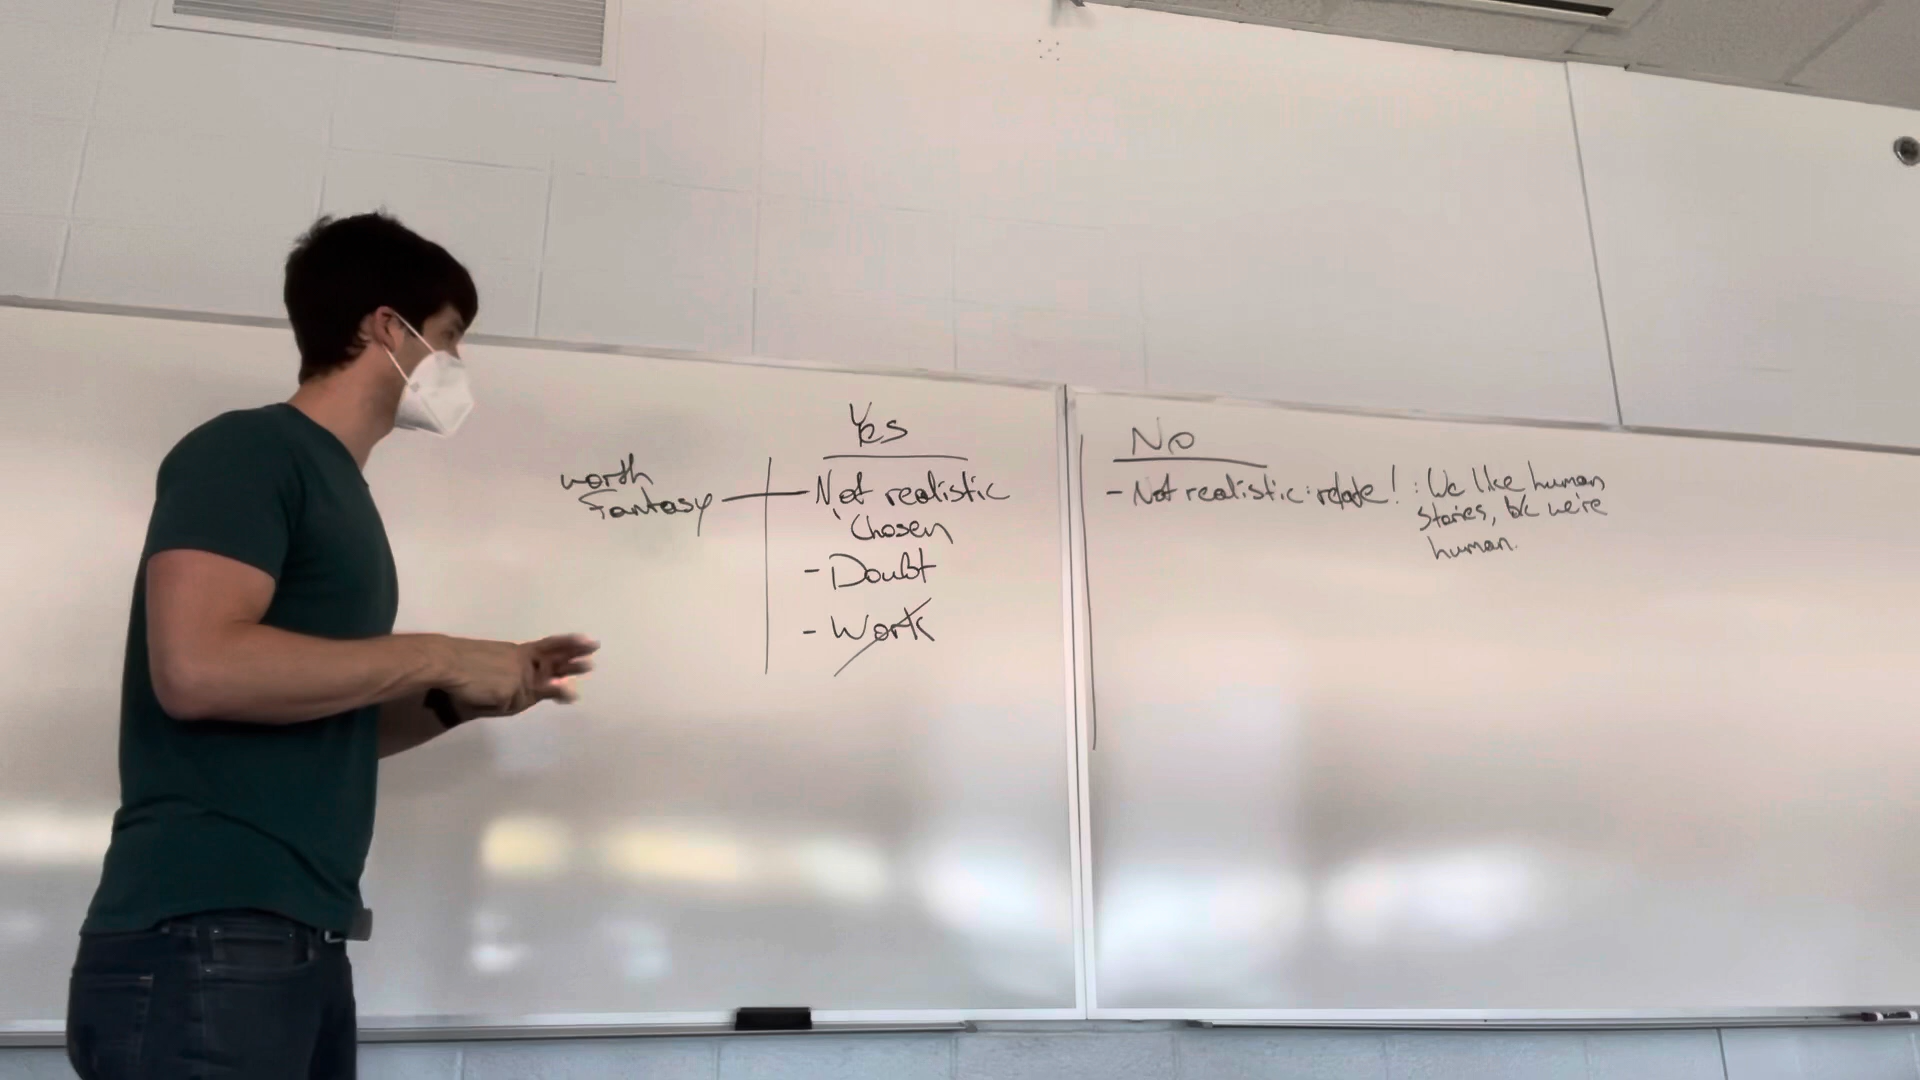 Yes
worth
Fantasy
- Not realistic
Chosen
- Doubt
- Work
No
- Not realistic: relate! : We like human
stories, b/c we're
human.